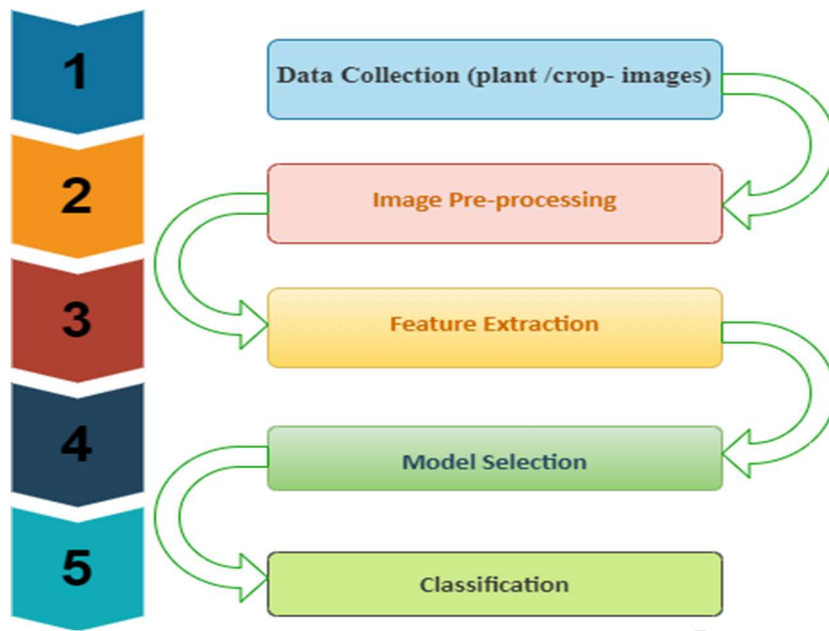 1
Data Collection (plant /crop- images)
2
Image Pre-processing
3
Feature Extraction
4
Model Selection
5
Classification